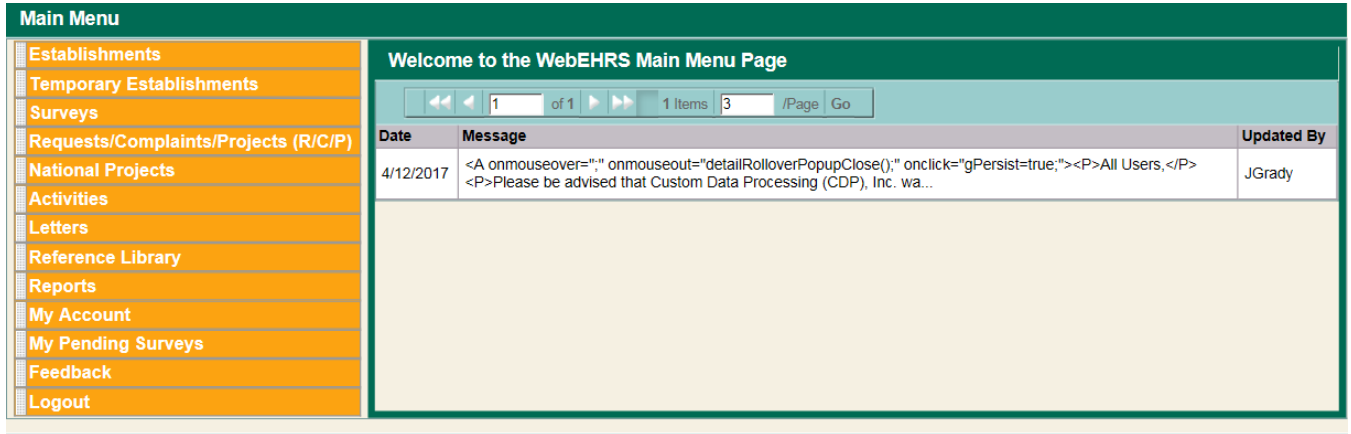 Main Menu
Establishments
Temporary Establishments
Surveys
Requests/Complaints/Projects (R/C/P)
National Projects
Activities
Letters
Reference Library
Reports
My Account
My Pending Surveys
Feedback
Logout
Welcome to the WebEHRS Main Menu Page
1 of 1 1 Items 3 /Page Go
Date Message Updated By
4/12/2017 <A onmouseover=";" onmouseout="detailRolloverPopupClose();" onclick="gPersist=true;"><P>All Users,</P> JGrady
<P>Please be advised that Custom Data Processing (CDP), Inc. wa...